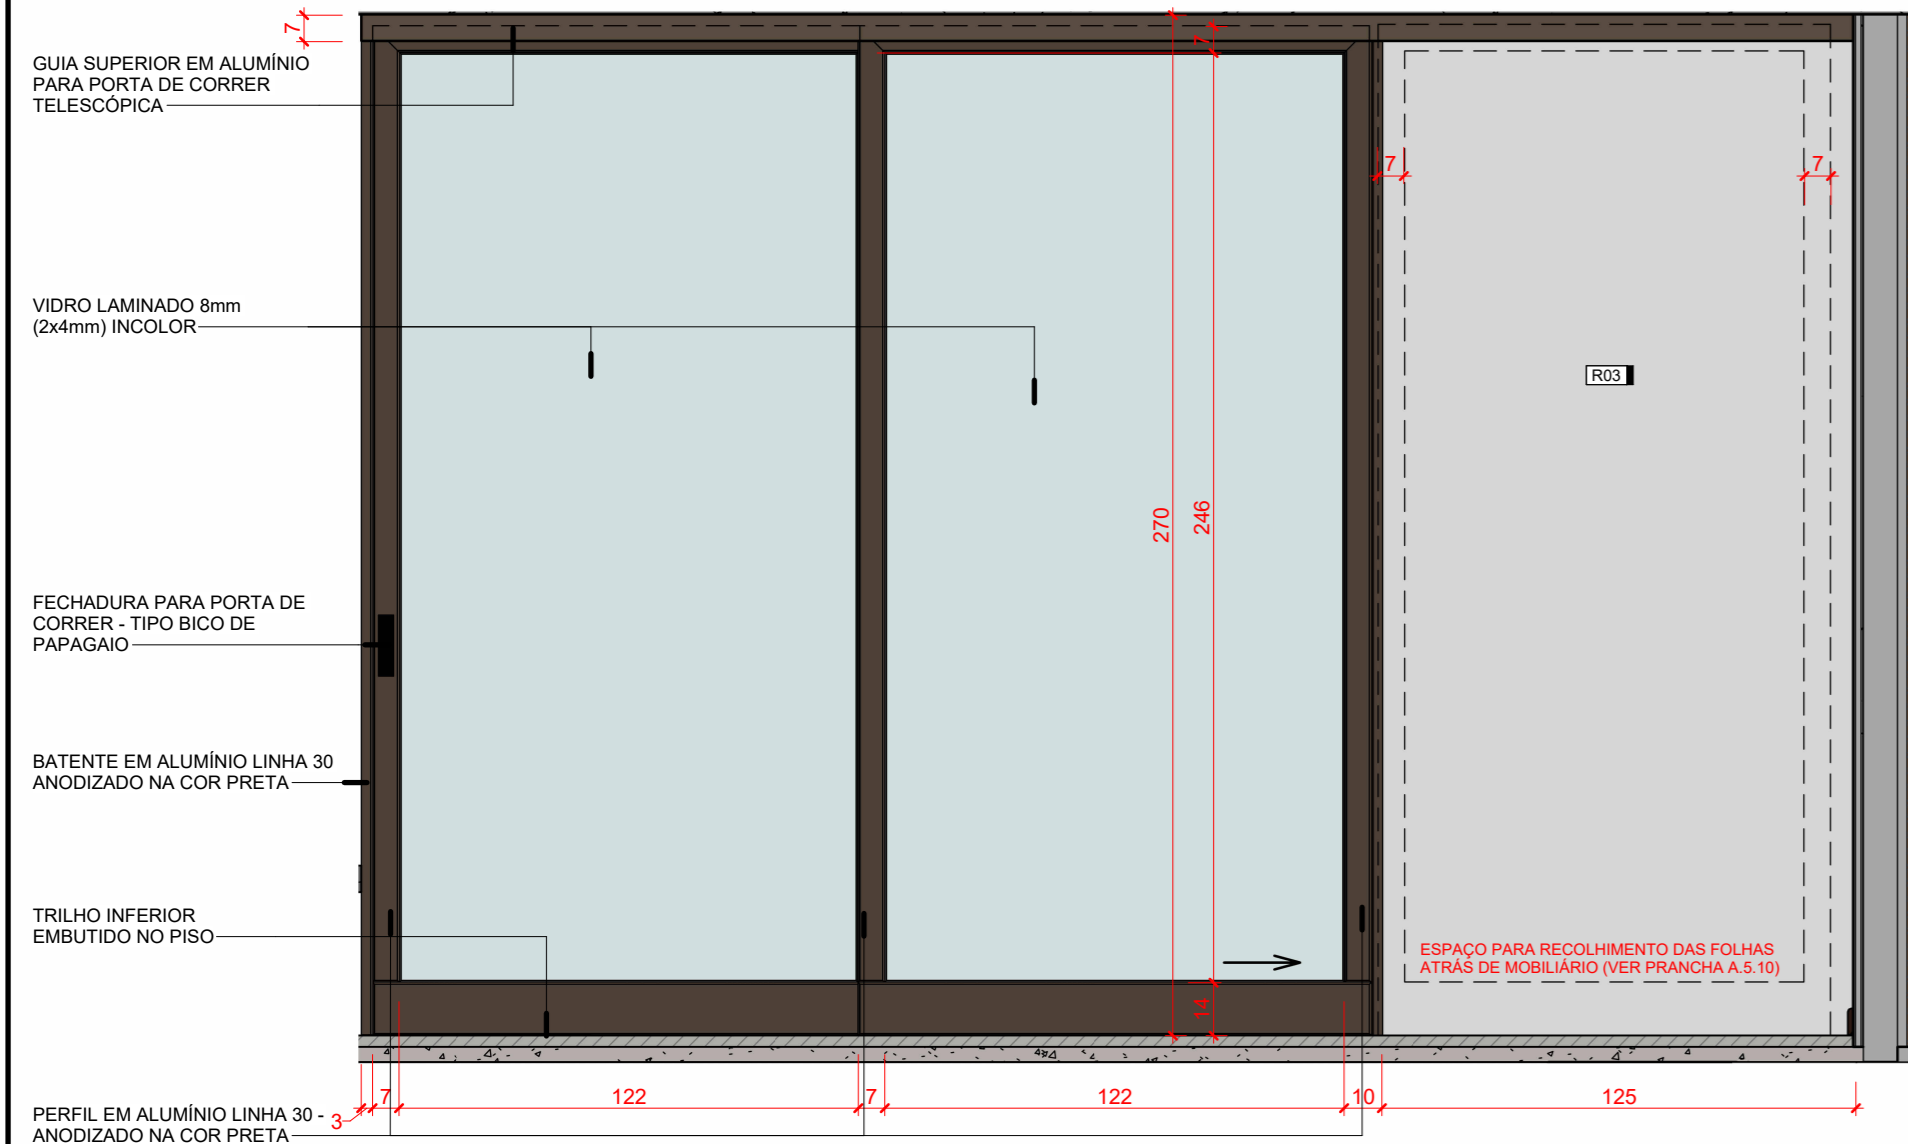 7
GUIA SUPERIOR EM ALUMÍNIO
PARA PORTA DE CORRER
TELESCÓPICA
7
7
7
VIDRO LAMINADO 8mm
(2x4mm) INCOLOR
R03
270
246
FECHADURA PARA PORTA DE
CORRER - TIPO BICO DE
PAPAGAIO
BATENTE EM ALUMÍNIO LINHA 30
ANODIZADO NA COR PRETA
TRILHO INFERIOR
EMBUTIDO NO PISO
ESPAÇO PARA RECOLHIMENTO DAS FOLHAS
ATRÁS DE MOBILIÁRIO (VER PRANCHA A.5.10)
14
3 7 122 7 122 10 125
PERFIL EM ALUMÍNIO LINHA 30 -
ANODIZADO NA COR PRETA